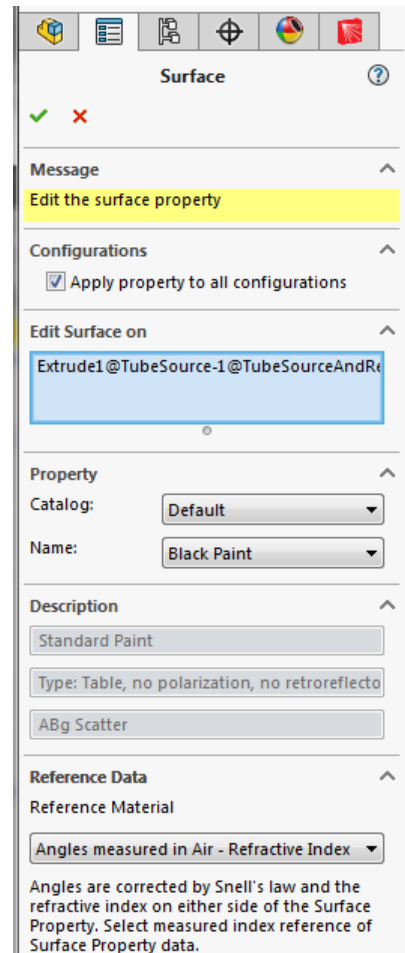 Surface
?
Message
Edit the surface property
Configurations
Apply property to all configurations
Edit Surface on
Extrude1@TubeSource-1@TubeSourceAndRe
Property
Catalog:
Default
Name:
Black Paint
Description
Standard Paint
Type: Table, no polarization, no retroreflecto
ABg Scatter
Reference Data
Reference Material
Angles measured in Air - Refractive Index
Angles are corrected by Snell's law and the
refractive index on either side of the Surface
Property. Select measured index reference of
Surface Property data.